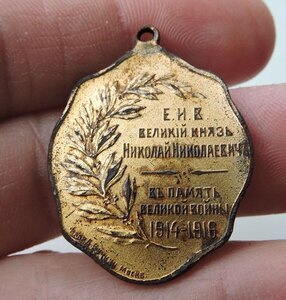 Е.И.В
ВЕЛИКІЙ КНЯЗЬ
НИКОЛАЙ НИКОЛАЕВИЧЪ
ВЪ ПАМЯТЬ
ВЕЛИКОЙ ВОЙНЫ
1914-1916